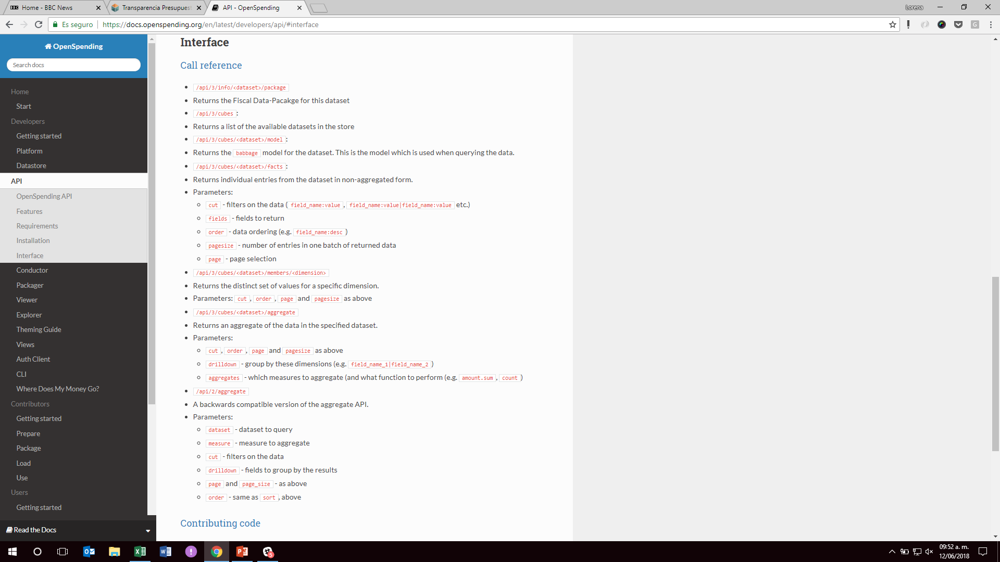 Home - BBC News
Transparencia Presupuest
API - OpenSpending
Lorena
Es seguro
https://docs.openspending.org/en/latest/developers/api/#interface
OpenSpending
Search docs
Home
Start
Developers
Getting started
Platform
Datastore
API
OpenSpending API
Features
Requirements
Installation
Interface
Conductor
Packager
Viewer
Explorer
Theming Guide
Views
Auth Client
CLI
Where Does My Money Go?
Contributors
Getting started
Prepare
Package
Load
Use
Users
Getting started
Read the Docs
Interface
Call reference
/api/3/info/<dataset>/package
Returns the Fiscal Data-Pacakge for this dataset
/api/3/cubes :
Returns a list of the available datasets in the store
/api/3/cubes/<dataset>/model :
Returns the babbage model for the dataset. This is the model which is used when querying the data.
/api/3/cubes/<dataset>/facts :
Returns individual entries from the dataset in non-aggregated form.
Parameters:
cut - filters on the data ( field_name:value , field_name:value|field_name:value etc.)
fields - fields to return
order - data ordering (e.g. field_name:desc )
pagesize - number of entries in one batch of returned data
page - page selection
/api/3/cubes/<dataset>/members/<dimension>
Returns the distinct set of values for a specific dimension.
Parameters: cut , order , page and pagesize as above
/api/3/cubes/<dataset>/aggregate
Returns an aggregate of the data in the specified dataset.
Parameters:
cut , order , page and pagesize as above
drilldown - group by these dimensions (e.g. field_name_1|field_name_2 )
aggregates - which measures to aggregate (and what function to perform (e.g. amount.sum , count )
/api/2/aggregate
A backwards compatible version of the aggregate API.
Parameters:
dataset - dataset to query
measure - measure to aggregate
cut - filters on the data
drilldown - fields to group by the results
page and page_size - as above
order - same as sort , above
Contributing code
09:52 a. m.
12/06/2018